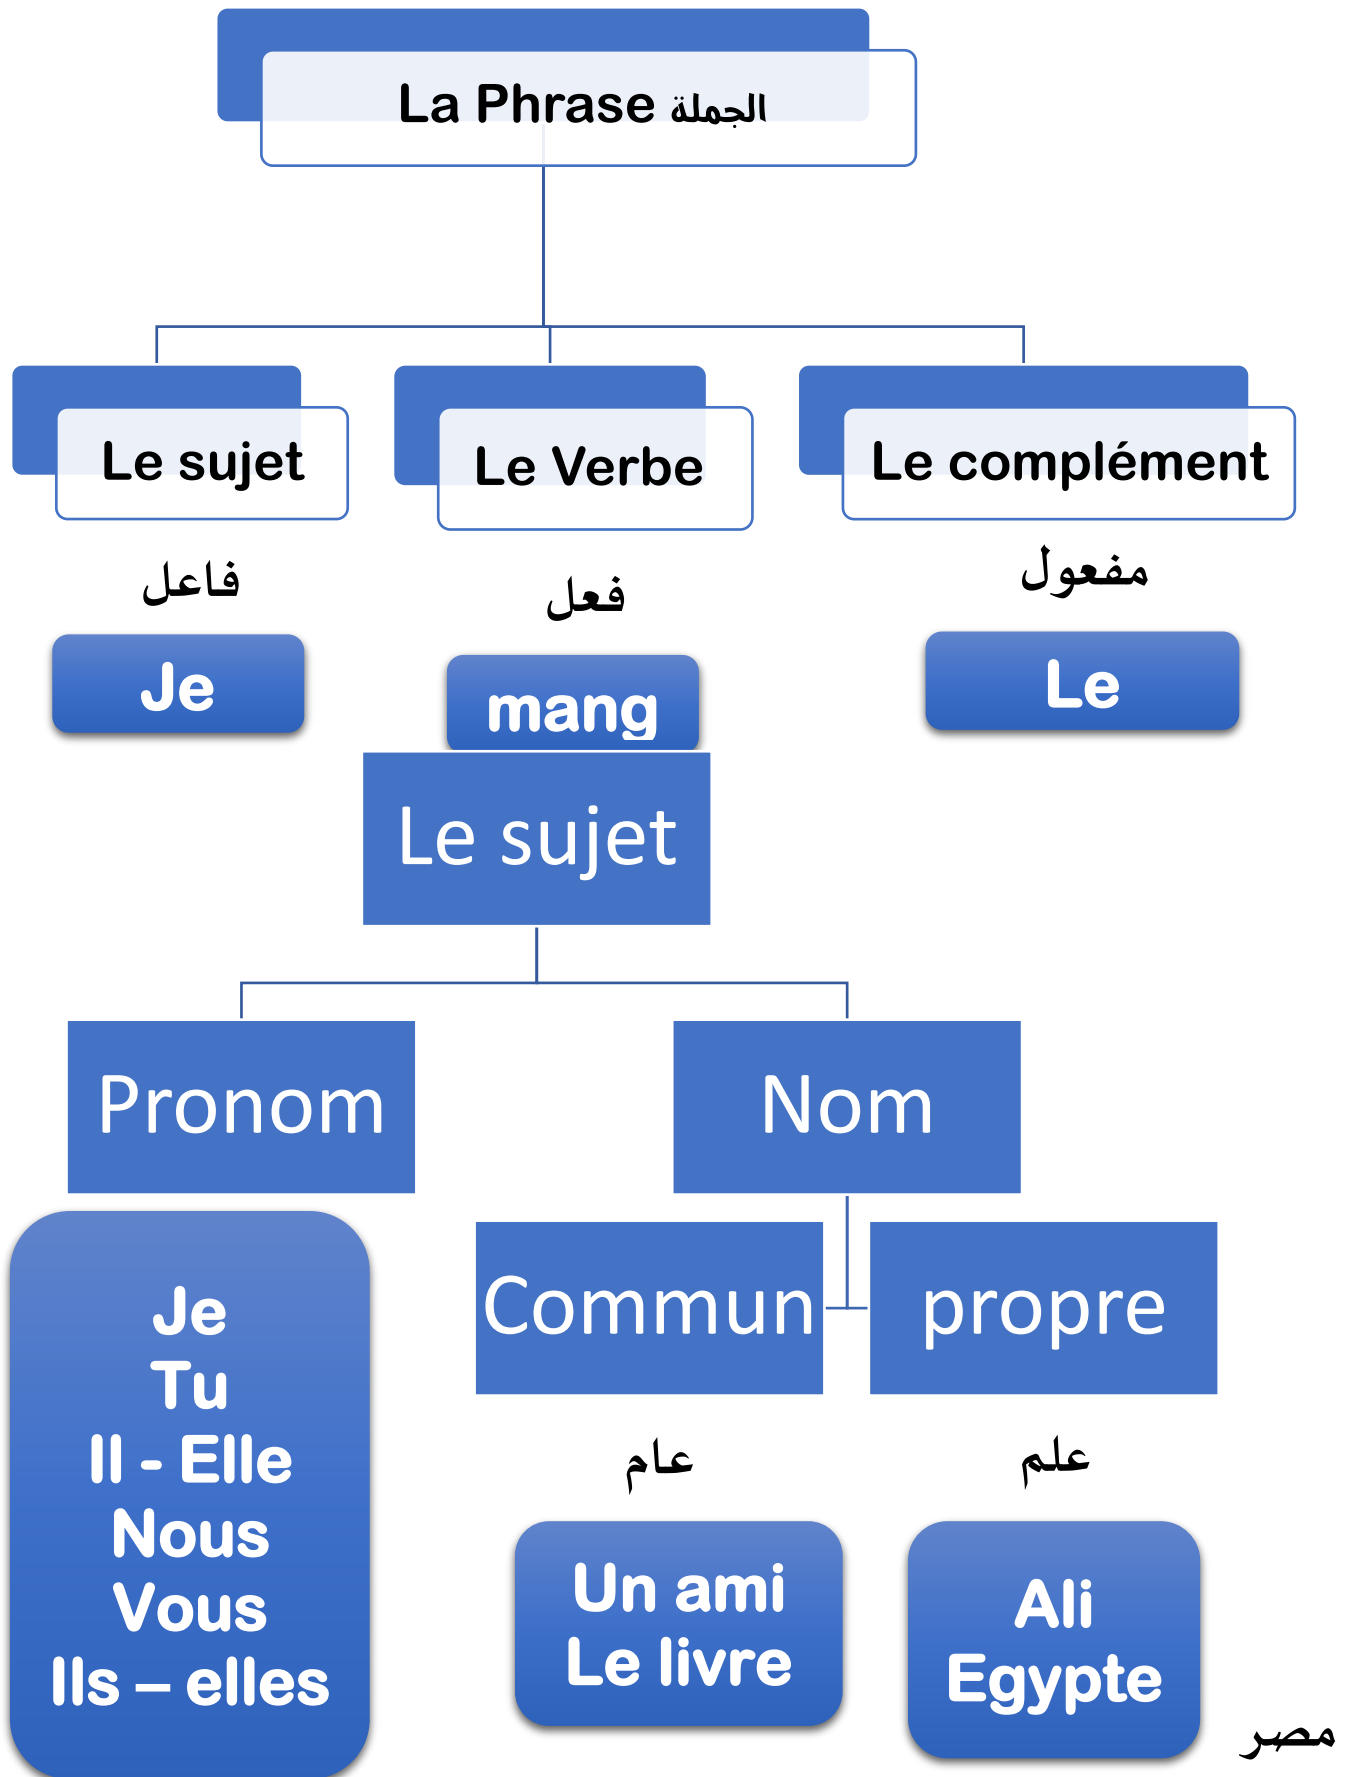 La Phrase الجملة
Le sujet
Le Verbe
Le complément
فاعل
فعل
مفعول
Je
mang
Le
Le sujet
Pronom
Nom
Commun
propre
عام
علم
Je
Tu
Il - Elle
Nous
Vous
Ils – elles
Un ami
Le livre
Ali
Egypte
مصر